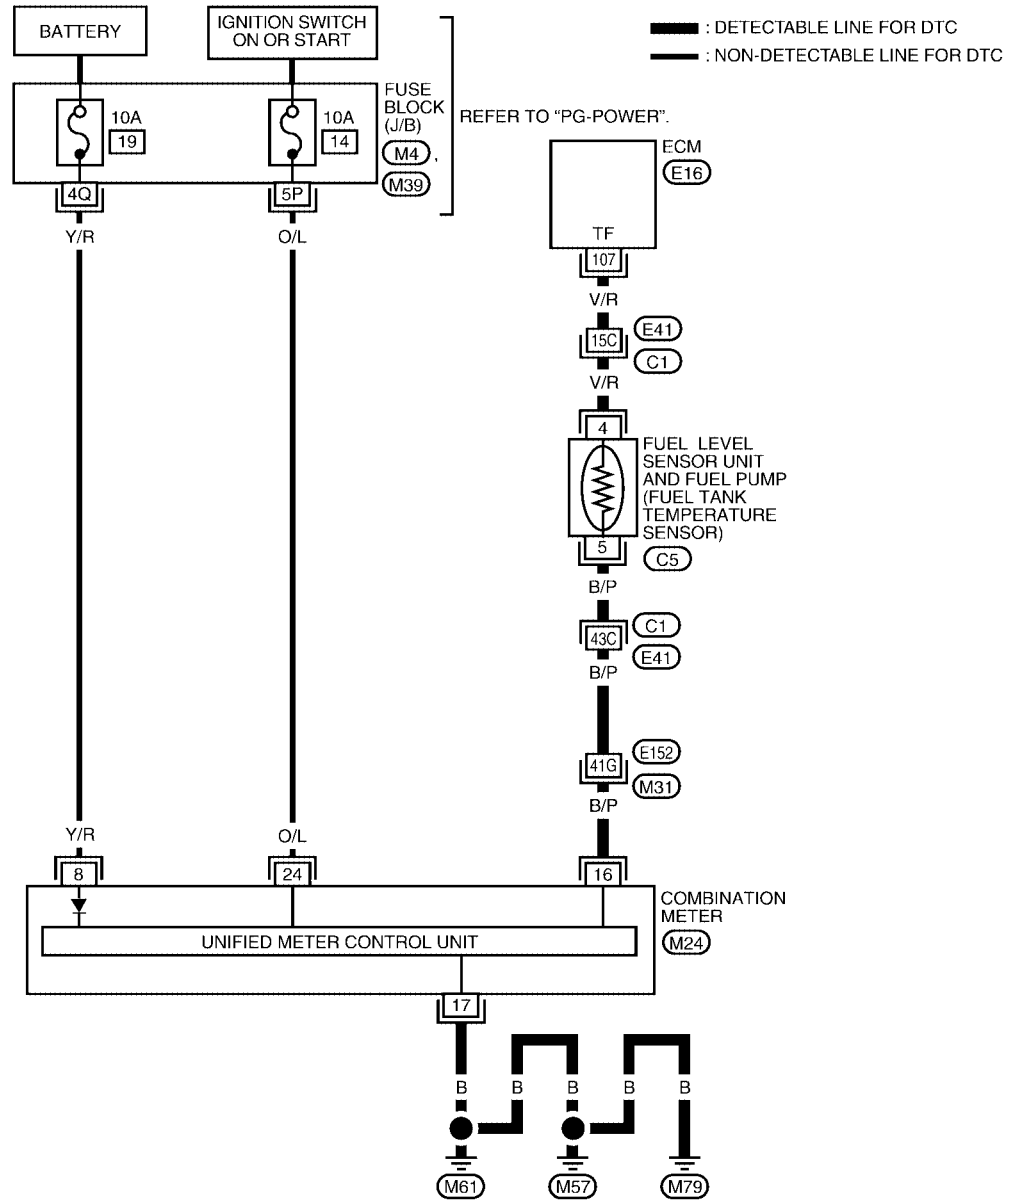 BATTERY
IGNITION SWITCH
ON OR START
: DETECTABLE LINE FOR DTC
: NON-DETECTABLE LINE FOR DTC
10A
19
10A
14
FUSE
BLOCK
(J/B)
M4 ,
M39
REFER TO “PG-POWER”.
4Q
5P
Y/R
O/L
ECM
E16
TF
107
V/R
15C
E41
C1
V/R
4
FUEL LEVEL
SENSOR UNIT
AND FUEL PUMP
(FUEL TANK
TEMPERATURE
SENSOR)
5
C5
B/P
43C
C1
E41
B/P
41G
E152
M31
B/P
Y/R
O/L
8
24
16
COMBINATION
METER
M24
UNIFIED METER CONTROL UNIT
17
B
B
B
B
B
M61
M57
M79